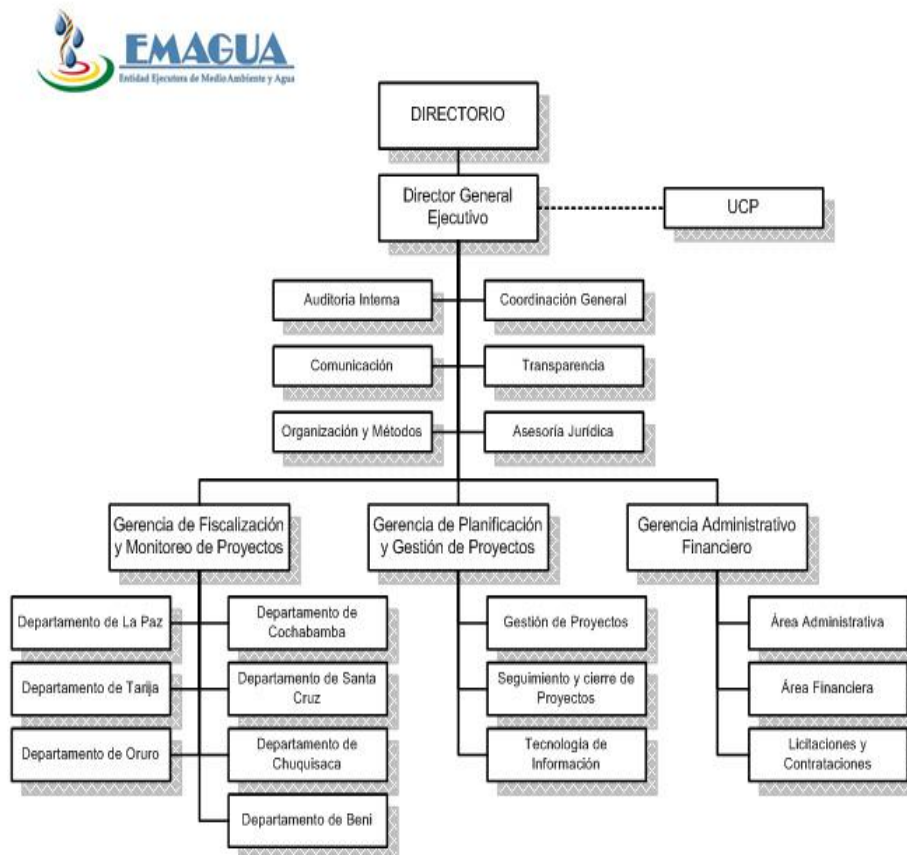 EMAGUA
Entidad Ejecutora de Medio Ambiente y Agua
DIRECTORIO
Director General
Ejecutivo
UCP
Auditoria Interna
Coordinación General
Comunicación
Transparencia
Organización y Métodos
Asesoría Jurídica
Gerencia de Fiscalización
y Monitoreo de Proyectos
Gerencia de Planificación
y Gestión de Proyectos
Gerencia Administrativo
Financiero
Departamento de La Paz
Departamento de
Cochabamba
Departamento de Tarija
Departamento de Santa
Cruz
Departamento de Oruro
Departamento de
Chuquisaca
Departamento de Beni
Gestión de Proyectos
Seguimiento y cierre de
Proyectos
Tecnología de
Información
Área Administrativa
Área Financiera
Licitaciones y
Contrataciones